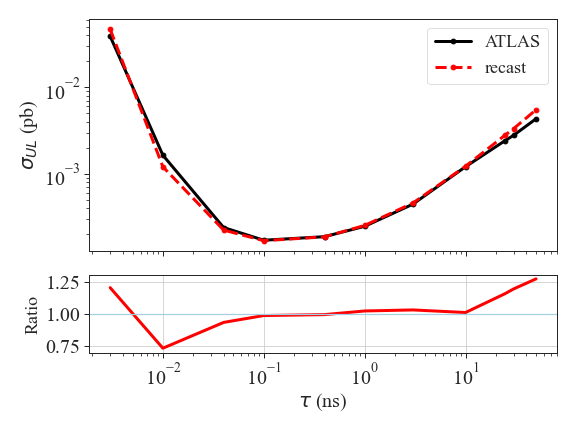 ATLAS
recast
10⁻²
10⁻³
σ_UL (pb)
1.25
1.00
0.75
Ratio
10⁻² 10⁻¹ 10⁰ 10¹
τ (ns)